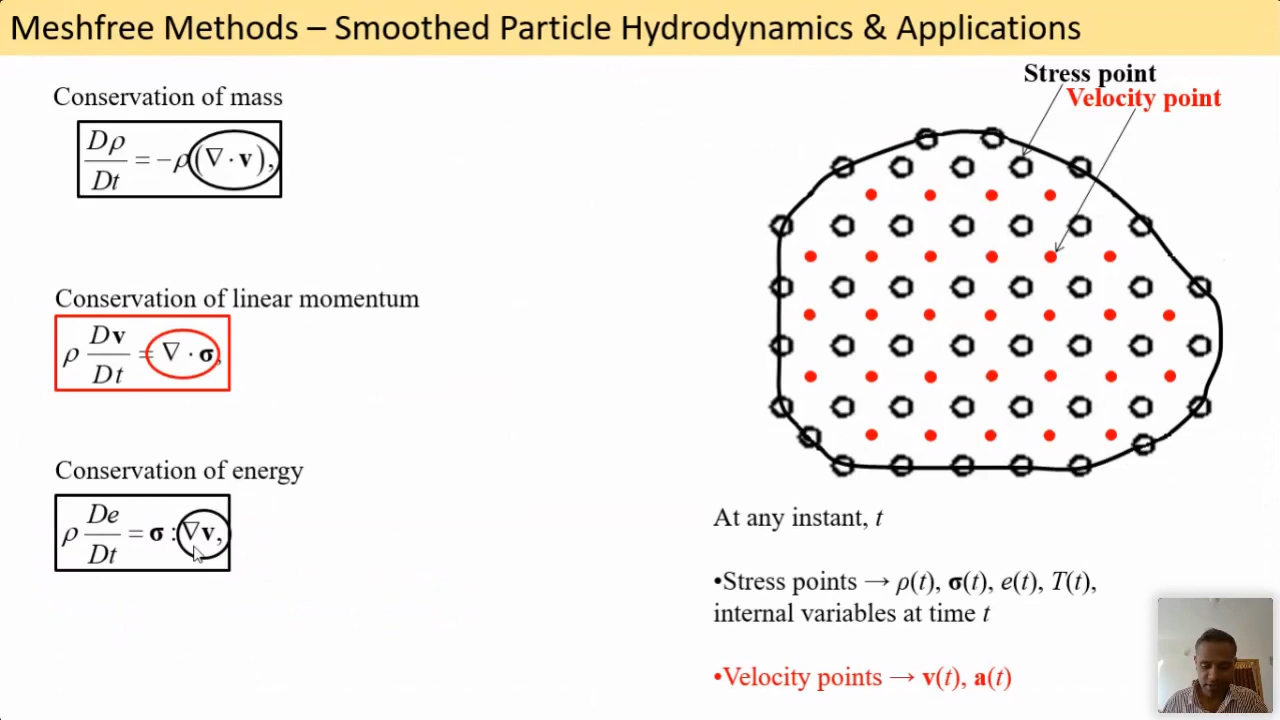 Meshfree Methods – Smoothed Particle Hydrodynamics & Applications
Conservation of mass
Dρ/Dt = −ρ(∇ · v),
Conservation of linear momentum
ρ Dv/Dt = ∇ · σ,
Conservation of energy
ρ De/Dt = σ : ∇v,
Stress point
Velocity point
At any instant, t
•Stress points → ρ(t), σ(t), e(t), T(t),
internal variables at time t
•Velocity points → v(t), a(t)